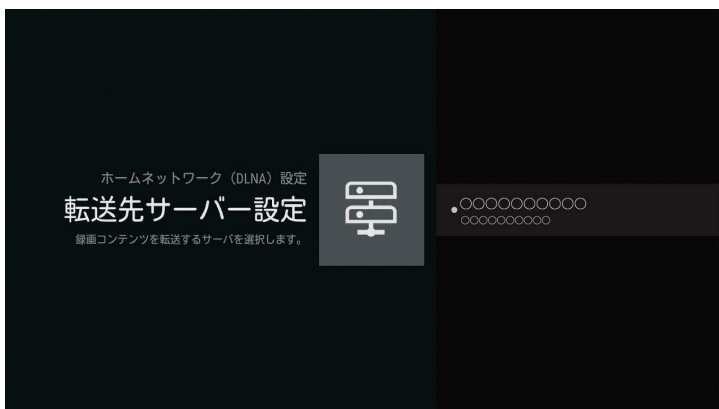 ホームネットワーク（DLNA）設定
転送先サーバー設定
録画コンテンツを転送するサーバを選択します。
•○○○○○○○○○○
○○○○○○○○○○